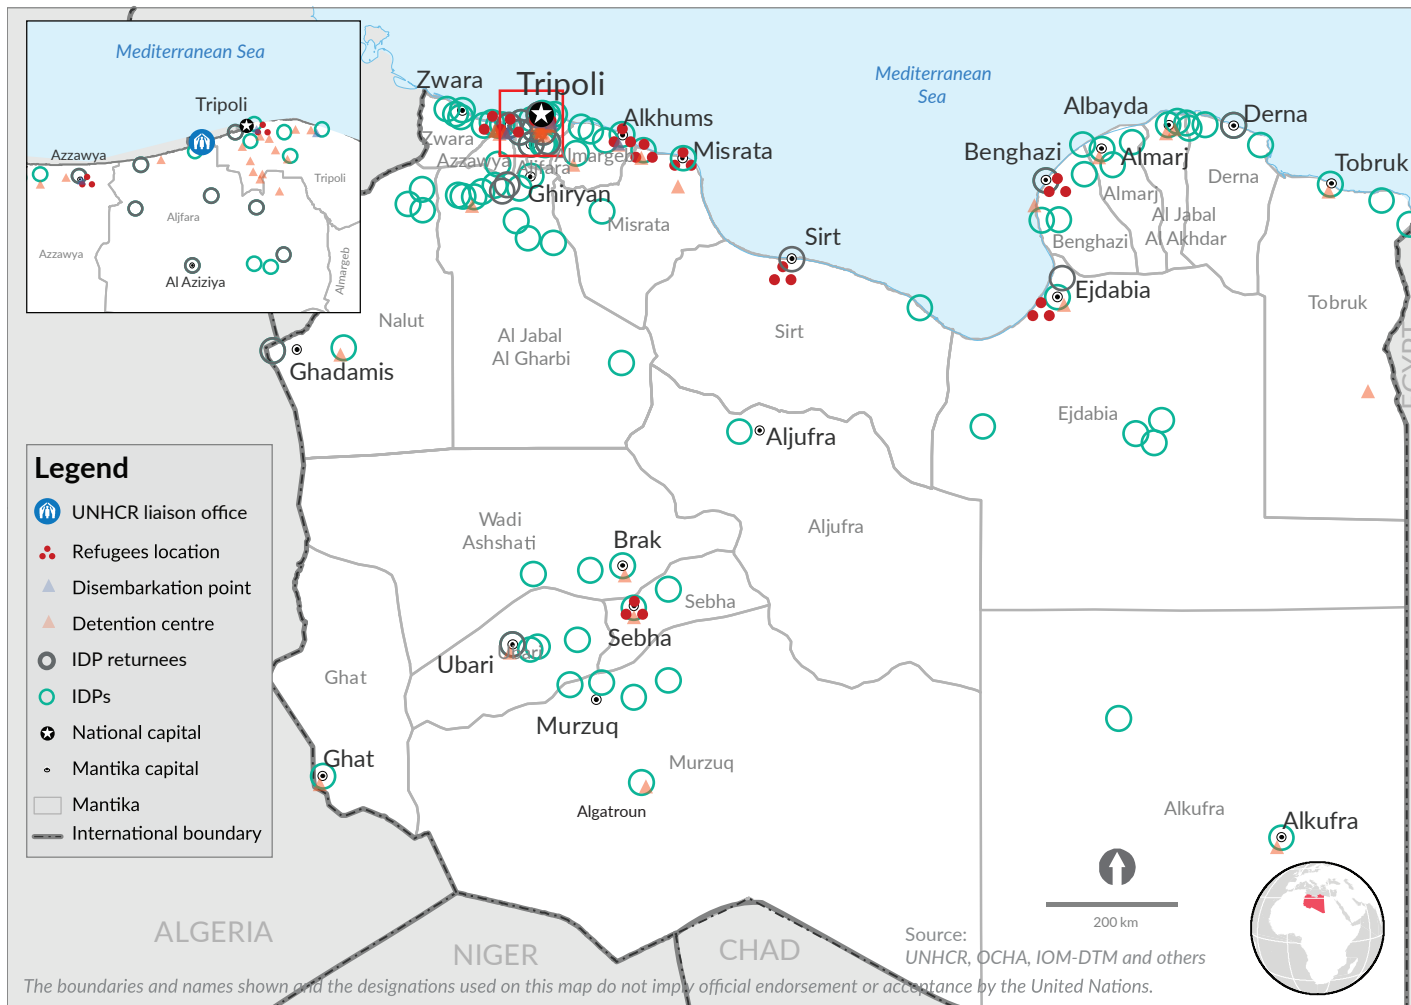 Mediterranean Sea
Tripoli
Azzawya
Tripoli
Aljfara
Azzawya
Almargeb
Al Aziziya
Mediterranean
Sea
Zwara
Tripoli
Alkhums
Misrata
Zwara
Azzawya
Aljfara
lmargeb
Ghiryan
Misrata
Albayda
Derna
Benghazi
Almarj
Tobruk
Almarj
Derna
Al Jabal
Al Akhdar
Benghazi
Sirt
Ejdabia
Tobruk
Nalut
Al Jabal
Al Gharbi
Sirt
EGYPT
Ghadamis
Ejdabia
Aljufra
Legend
UNHCR liaison office
Refugees location
Disembarkation point
Detention centre
IDP returnees
IDPs
National capital
Mantika capital
Mantika
International boundary
Wadi
Ashshati
Brak
Aljufra
Sebha
Sebha
Ubari
Ubari
Ghat
Murzuq
Ghat
Murzuq
Algatroun
Alkufra
Alkufra
200 km
ALGERIA
NIGER
CHAD
Source:
UNHCR, OCHA, IOM-DTM and others
The boundaries and names shown and the designations used on this map do not imply official endorsement or acceptance by the United Nations.